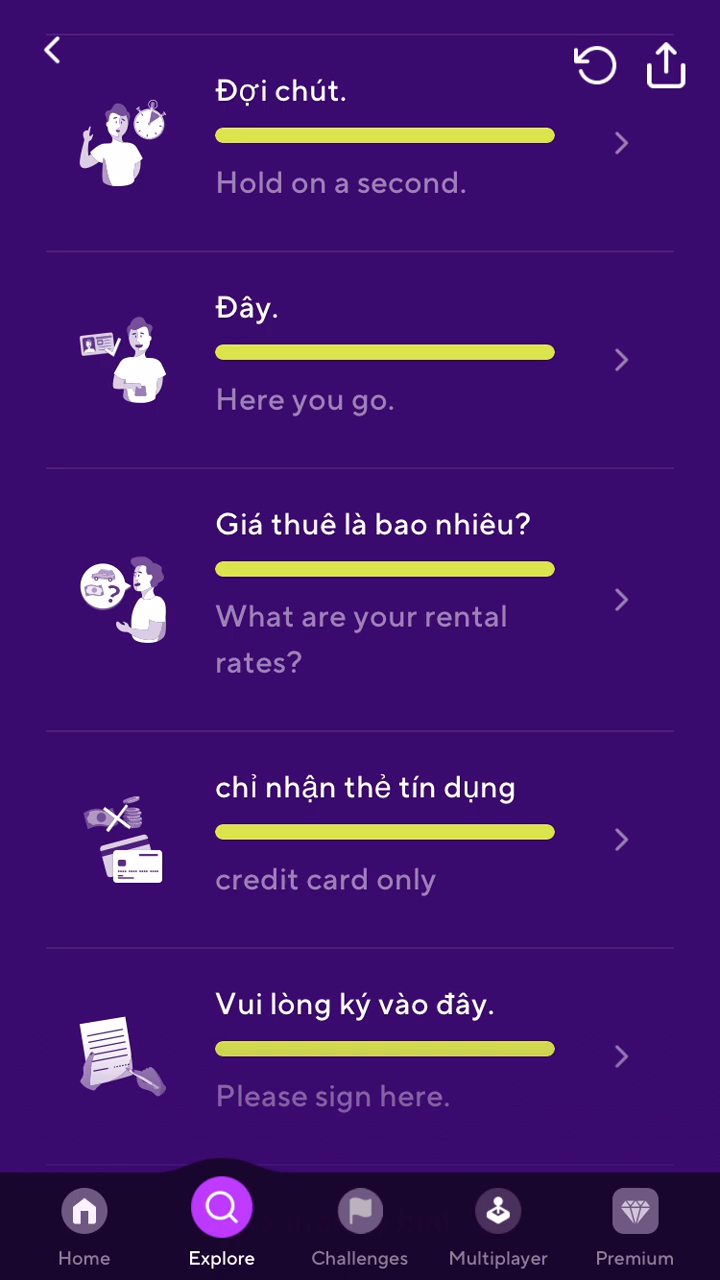 Đợi chút.
Hold on a second.
Đây.
Here you go.
Giá thuê là bao nhiêu?
What are your rental
rates?
chỉ nhận thẻ tín dụng
credit card only
Vui lòng ký vào đây.
Please sign here.
Home
Explore
Challenges
Multiplayer
Premium